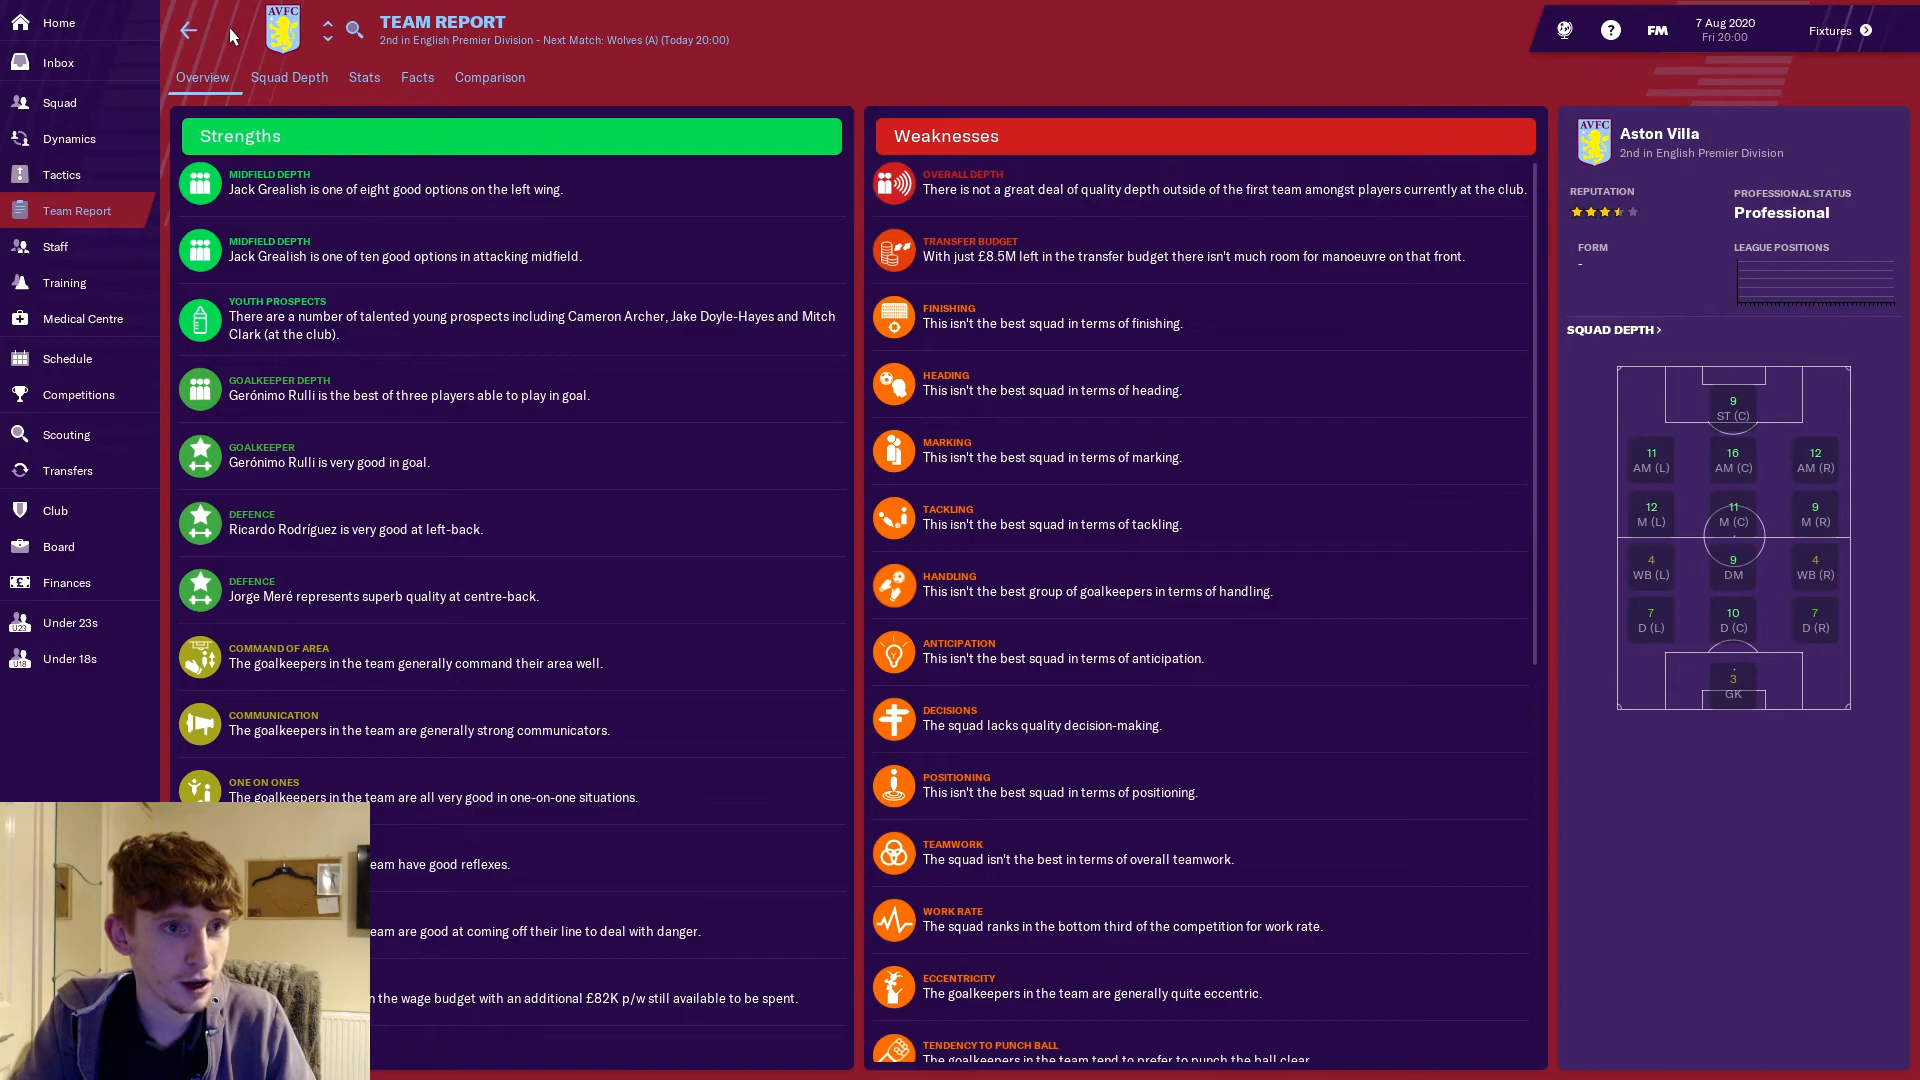 Home
Inbox
Squad
Dynamics
Tactics
Team Report
Staff
Training
Medical Centre
Schedule
Competitions
Scouting
Transfers
Club
Board
Finances
U23
Under 23s
U18
Under 18s
AVFC
TEAM REPORT
2nd in English Premier Division - Next Match: Wolves (A) (Today 20:00)
?
FM
7 Aug 2020
Fri 20:00
Fixtures
Overview
Squad Depth
Stats
Facts
Comparison
Strengths
MIDFIELD DEPTH
Jack Grealish is one of eight good options on the left wing.
MIDFIELD DEPTH
Jack Grealish is one of ten good options in attacking midfield.
YOUTH PROSPECTS
There are a number of talented young prospects including Cameron Archer, Jake Doyle-Hayes and Mitch
Clark (at the club).
GOALKEEPER DEPTH
Gerónimo Rulli is the best of three players able to play in goal.
GOALKEEPER
Gerónimo Rulli is very good in goal.
DEFENCE
Ricardo Rodríguez is very good at left-back.
DEFENCE
Jorge Meré represents superb quality at centre-back.
COMMAND OF AREA
The goalkeepers in the team generally command their area well.
COMMUNICATION
The goalkeepers in the team are generally strong communicators.
ONE ON ONES
The goalkeepers in the team are all very good in one-on-one situations.
eam have good reflexes.
eam are good at coming off their line to deal with danger.
n the wage budget with an additional £82K p/w still available to be spent.
Weaknesses
OVERALL DEPTH
There is not a great deal of quality depth outside of the first team amongst players currently at the club.
TRANSFER BUDGET
With just £8.5M left in the transfer budget there isn't much room for manoeuvre on that front.
FINISHING
This isn't the best squad in terms of finishing.
HEADING
This isn't the best squad in terms of heading.
MARKING
This isn't the best squad in terms of marking.
TACKLING
This isn't the best squad in terms of tackling.
HANDLING
This isn't the best group of goalkeepers in terms of handling.
ANTICIPATION
This isn't the best squad in terms of anticipation.
DECISIONS
The squad lacks quality decision-making.
POSITIONING
This isn't the best squad in terms of positioning.
TEAMWORK
The squad isn't the best in terms of overall teamwork.
WORK RATE
The squad ranks in the bottom third of the competition for work rate.
ECCENTRICITY
The goalkeepers in the team are generally quite eccentric.
TENDENCY TO PUNCH BALL
The goalkeepers in the team tend to prefer to punch the ball clear
AVFC
Aston Villa
2nd in English Premier Division
REPUTATION
PROFESSIONAL STATUS
Professional
FORM
-
LEAGUE POSITIONS
SQUAD DEPTH >
9
ST (C)
11 16 12
AM (L) AM (C) AM (R)
12 11 9
M (L) M (C) M (R)
4 9 4
WB (L) DM WB (R)
7 10 7
D (L) D (C) D (R)
3
GK